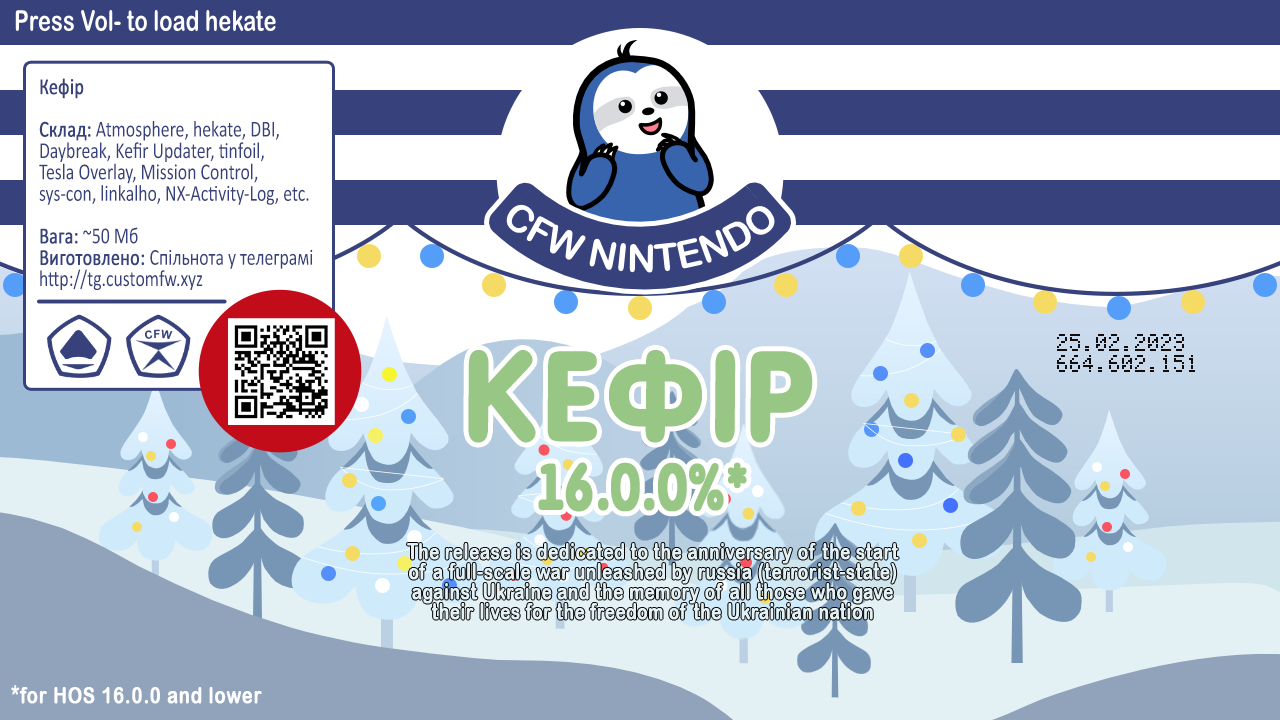 Press Vol- to load hekate
Кефір
Склад: Atmosphere, hekate, DBI,
Daybreak, Kefir Updater, tinfoil,
Tesla Overlay, Mission Control,
sys-con, linkalho, NX-Activity-Log, etc.
Вага: ~50 Мб
Виготовлено: Спільнота у телеграмі
http://tg.customfw.xyz
CFW
CFW NINTENDO
25.02.2023
664.602.151
КЕФІР
16.0.0%*
The release is dedicated to the anniversary of the start
of a full-scale war unleashed by russia (terrorist-state)
against Ukraine and the memory of all those who gave
their lives for the freedom of the Ukrainian nation
*for HOS 16.0.0 and lower